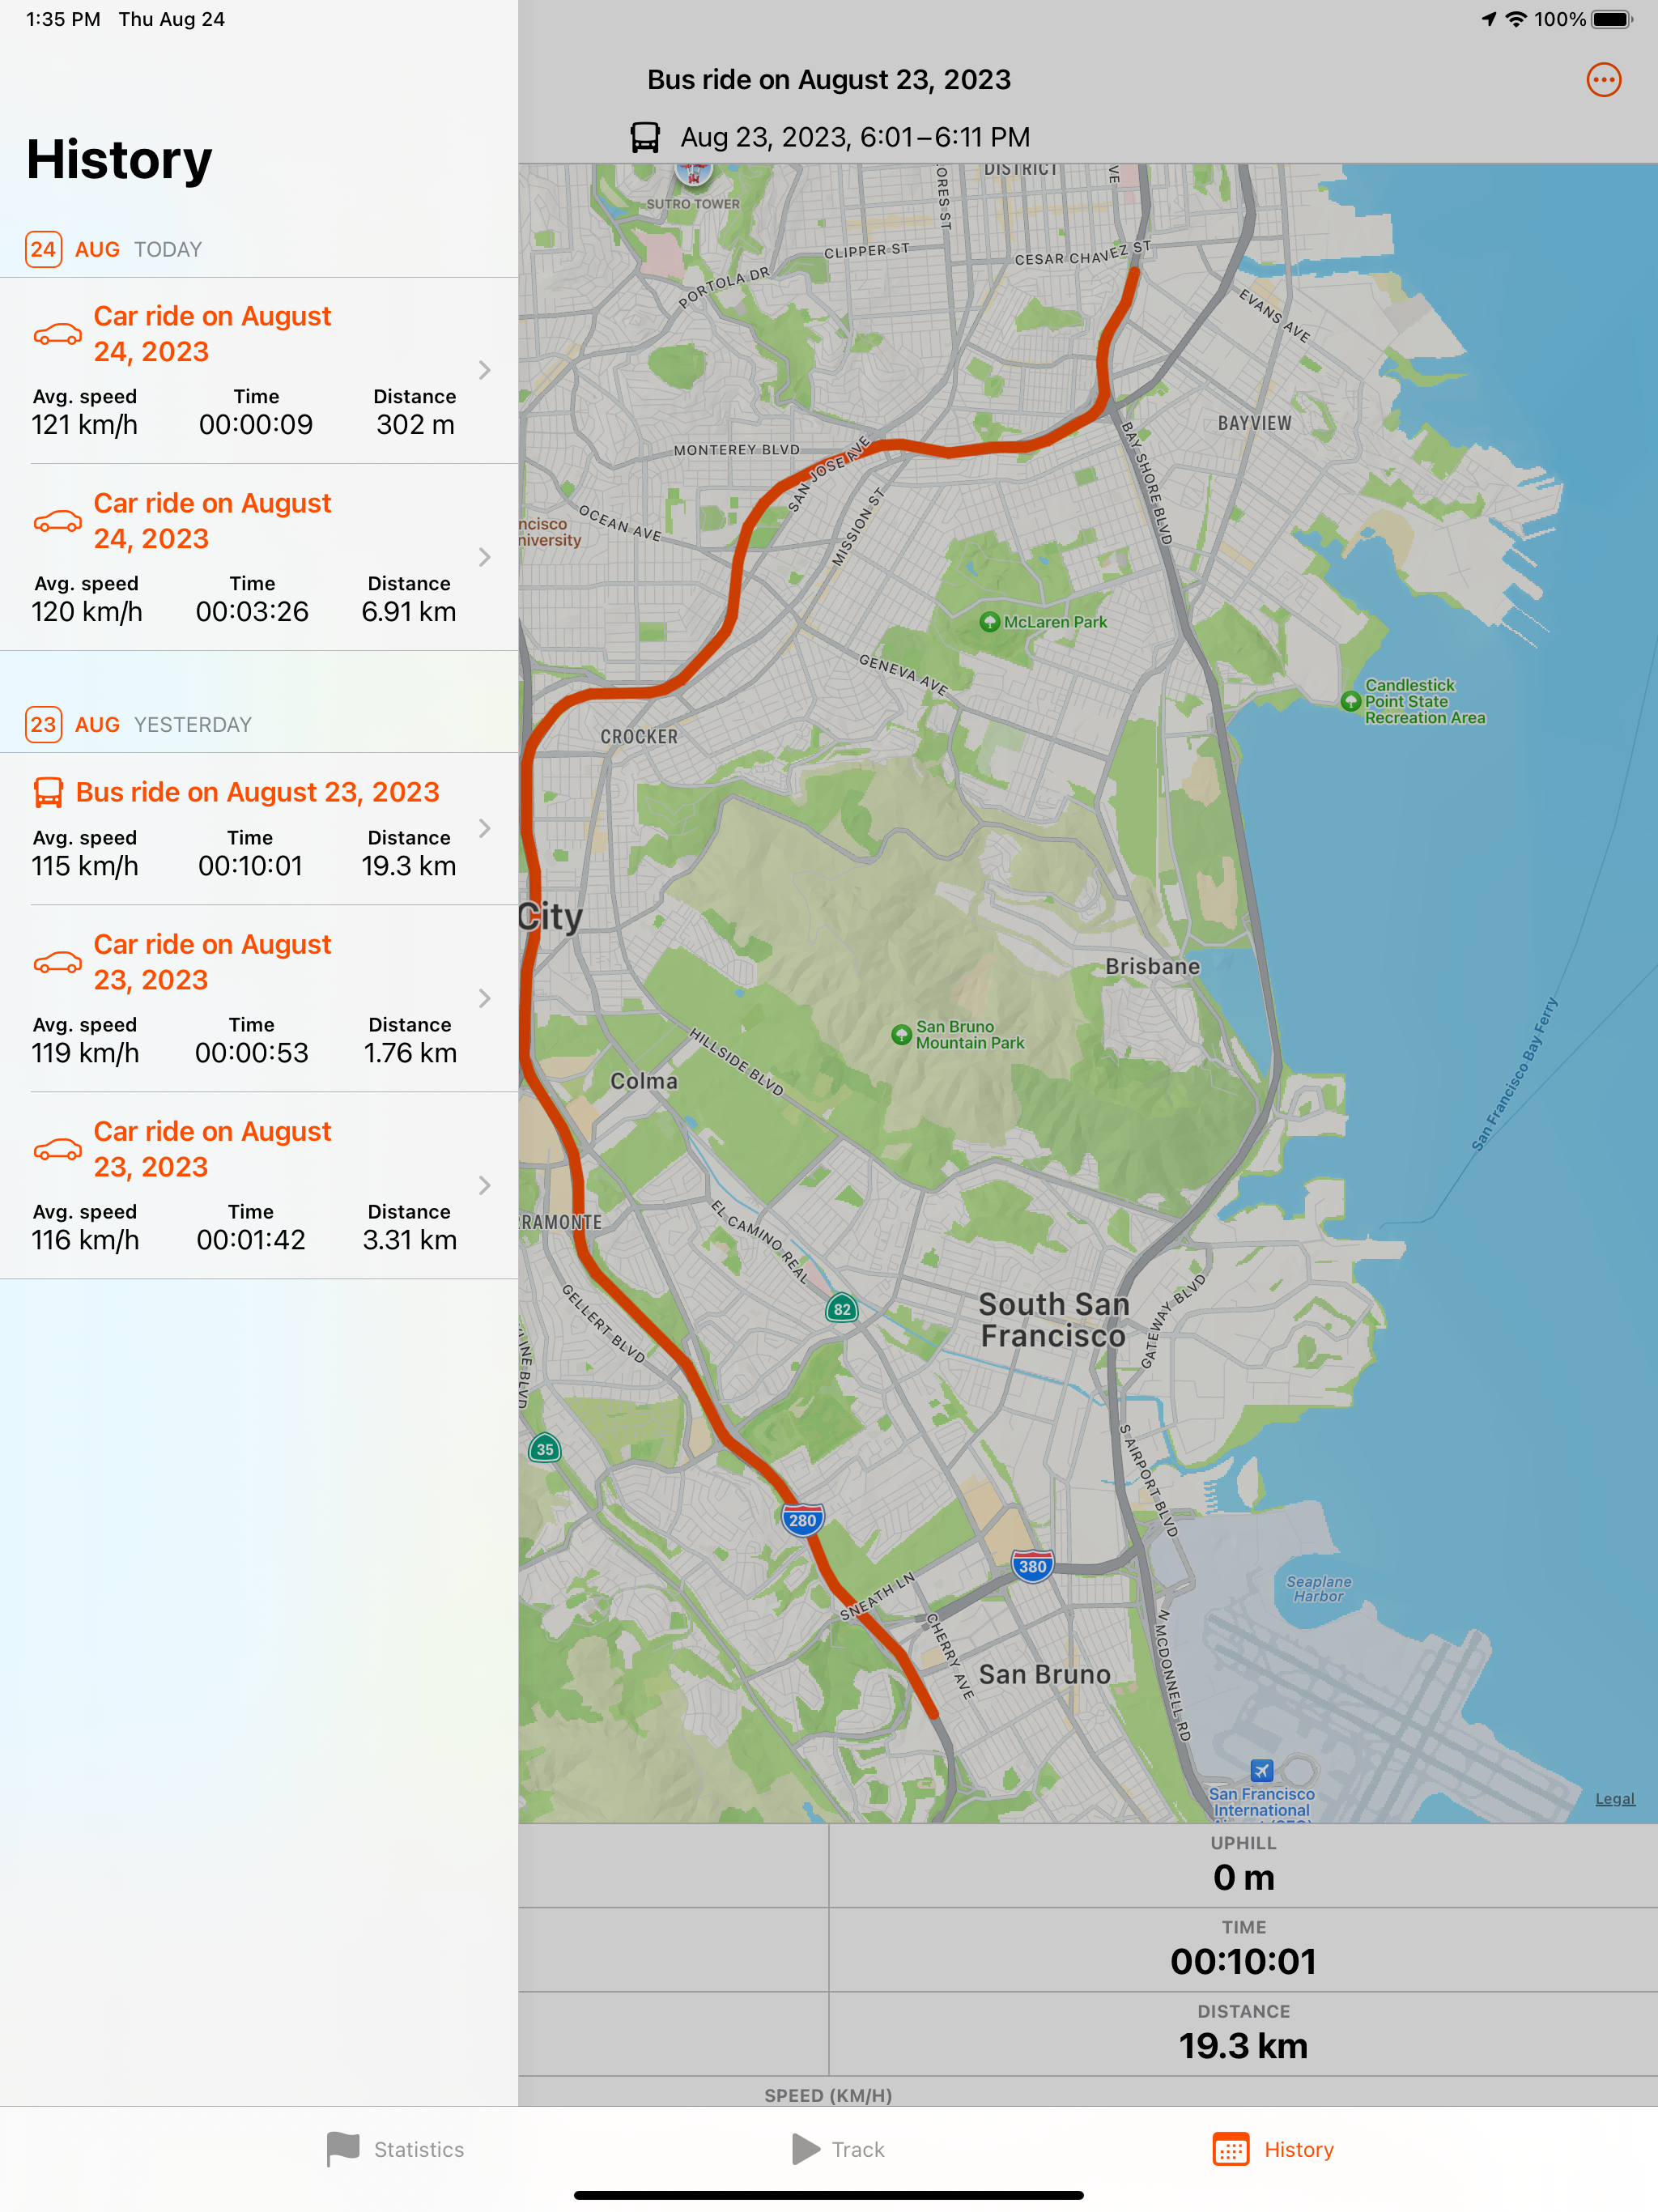 1:35 PM Thu Aug 24
100%
History
24 AUG TODAY
Car ride on August
24, 2023
Avg. speed Time Distance
121 km/h 00:00:09 302 m
Car ride on August
24, 2023
Avg. speed Time Distance
120 km/h 00:03:26 6.91 km
23 AUG YESTERDAY
Bus ride on August 23, 2023
Avg. speed Time Distance
115 km/h 00:10:01 19.3 km
Car ride on August
23, 2023
Avg. speed Time Distance
119 km/h 00:00:53 1.76 km
Car ride on August
23, 2023
Avg. speed Time Distance
116 km/h 00:01:42 3.31 km
Bus ride on August 23, 2023
Aug 23, 2023, 6:01–6:11 PM
DISTRICT
SUTRO TOWER
CLIPPER ST
CESAR CHAVEZ ST
PORTOLA DR
EVANS AVE
BAYVIEW
MONTEREY BLVD
SAN JOSE AVE
BAY SHORE BLVD
OCEAN AVE
MISSION ST
McLaren Park
GENEVA AVE
Candlestick
Point State
Recreation Area
CROCKER
City
Brisbane
San Bruno
Mountain Park
HILLSIDE BLVD
Colma
San Francisco Bay Ferry
EL CAMINO REAL
GELLERT BLVD
82
South San
Francisco
GATEWAY BLVD
35
S AIRPORT BLVD
280
380
SNEATH LN
CHERRY AVE
Seaplane
Harbor
San Bruno
N MCDONNELL RD
San Francisco
International
Legal
UPHILL
0 m
TIME
00:10:01
DISTANCE
19.3 km
SPEED (KM/H)
Statistics Track History